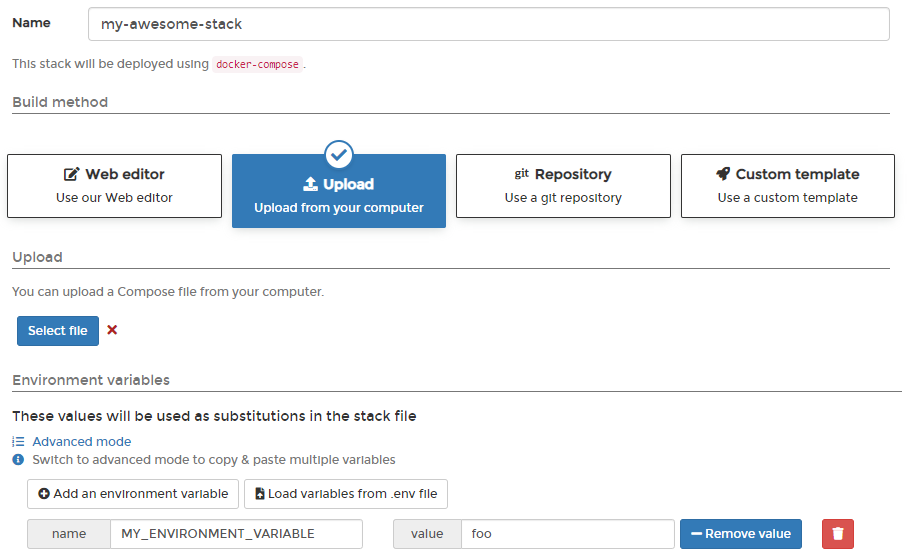 Name my-awesome-stack
This stack will be deployed using docker-compose.
Build method
Web editor
Use our Web editor
Upload
Upload from your computer
git Repository
Use a git repository
Custom template
Use a custom template
Upload
You can upload a Compose file from your computer.
Select file
Environment variables
These values will be used as substitutions in the stack file
Advanced mode
Switch to advanced mode to copy & paste multiple variables
Add an environment variable Load variables from .env file
name MY_ENVIRONMENT_VARIABLE value foo Remove value